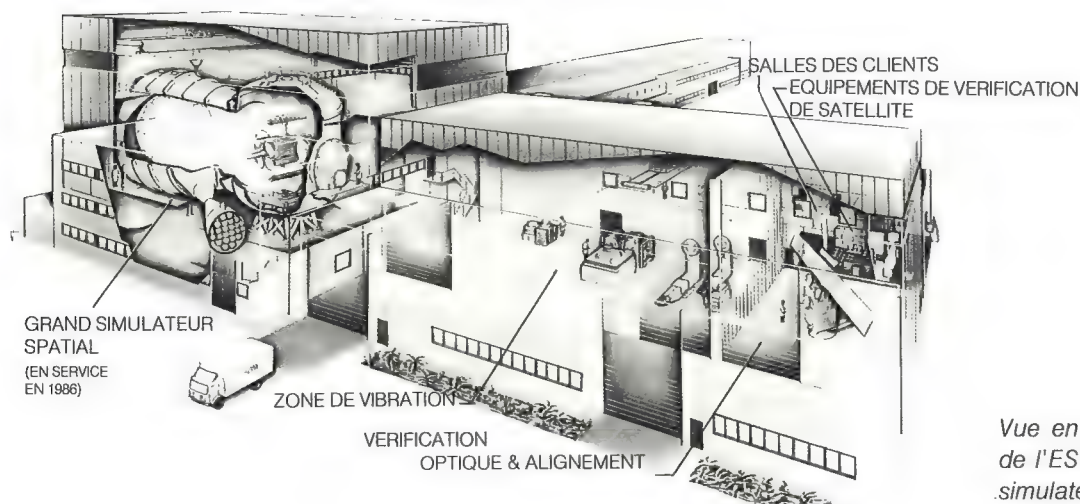 SALLES DES CLIENTS
EQUIPEMENTS DE VERIFICATION
DE SATELLITE
GRAND SIMULATEUR
SPATIAL
(EN SERVICE
EN 1986)
ZONE DE VIBRATION
VERIFICATION
OPTIQUE & ALIGNEMENT
Vue en
de l'ES
simulate